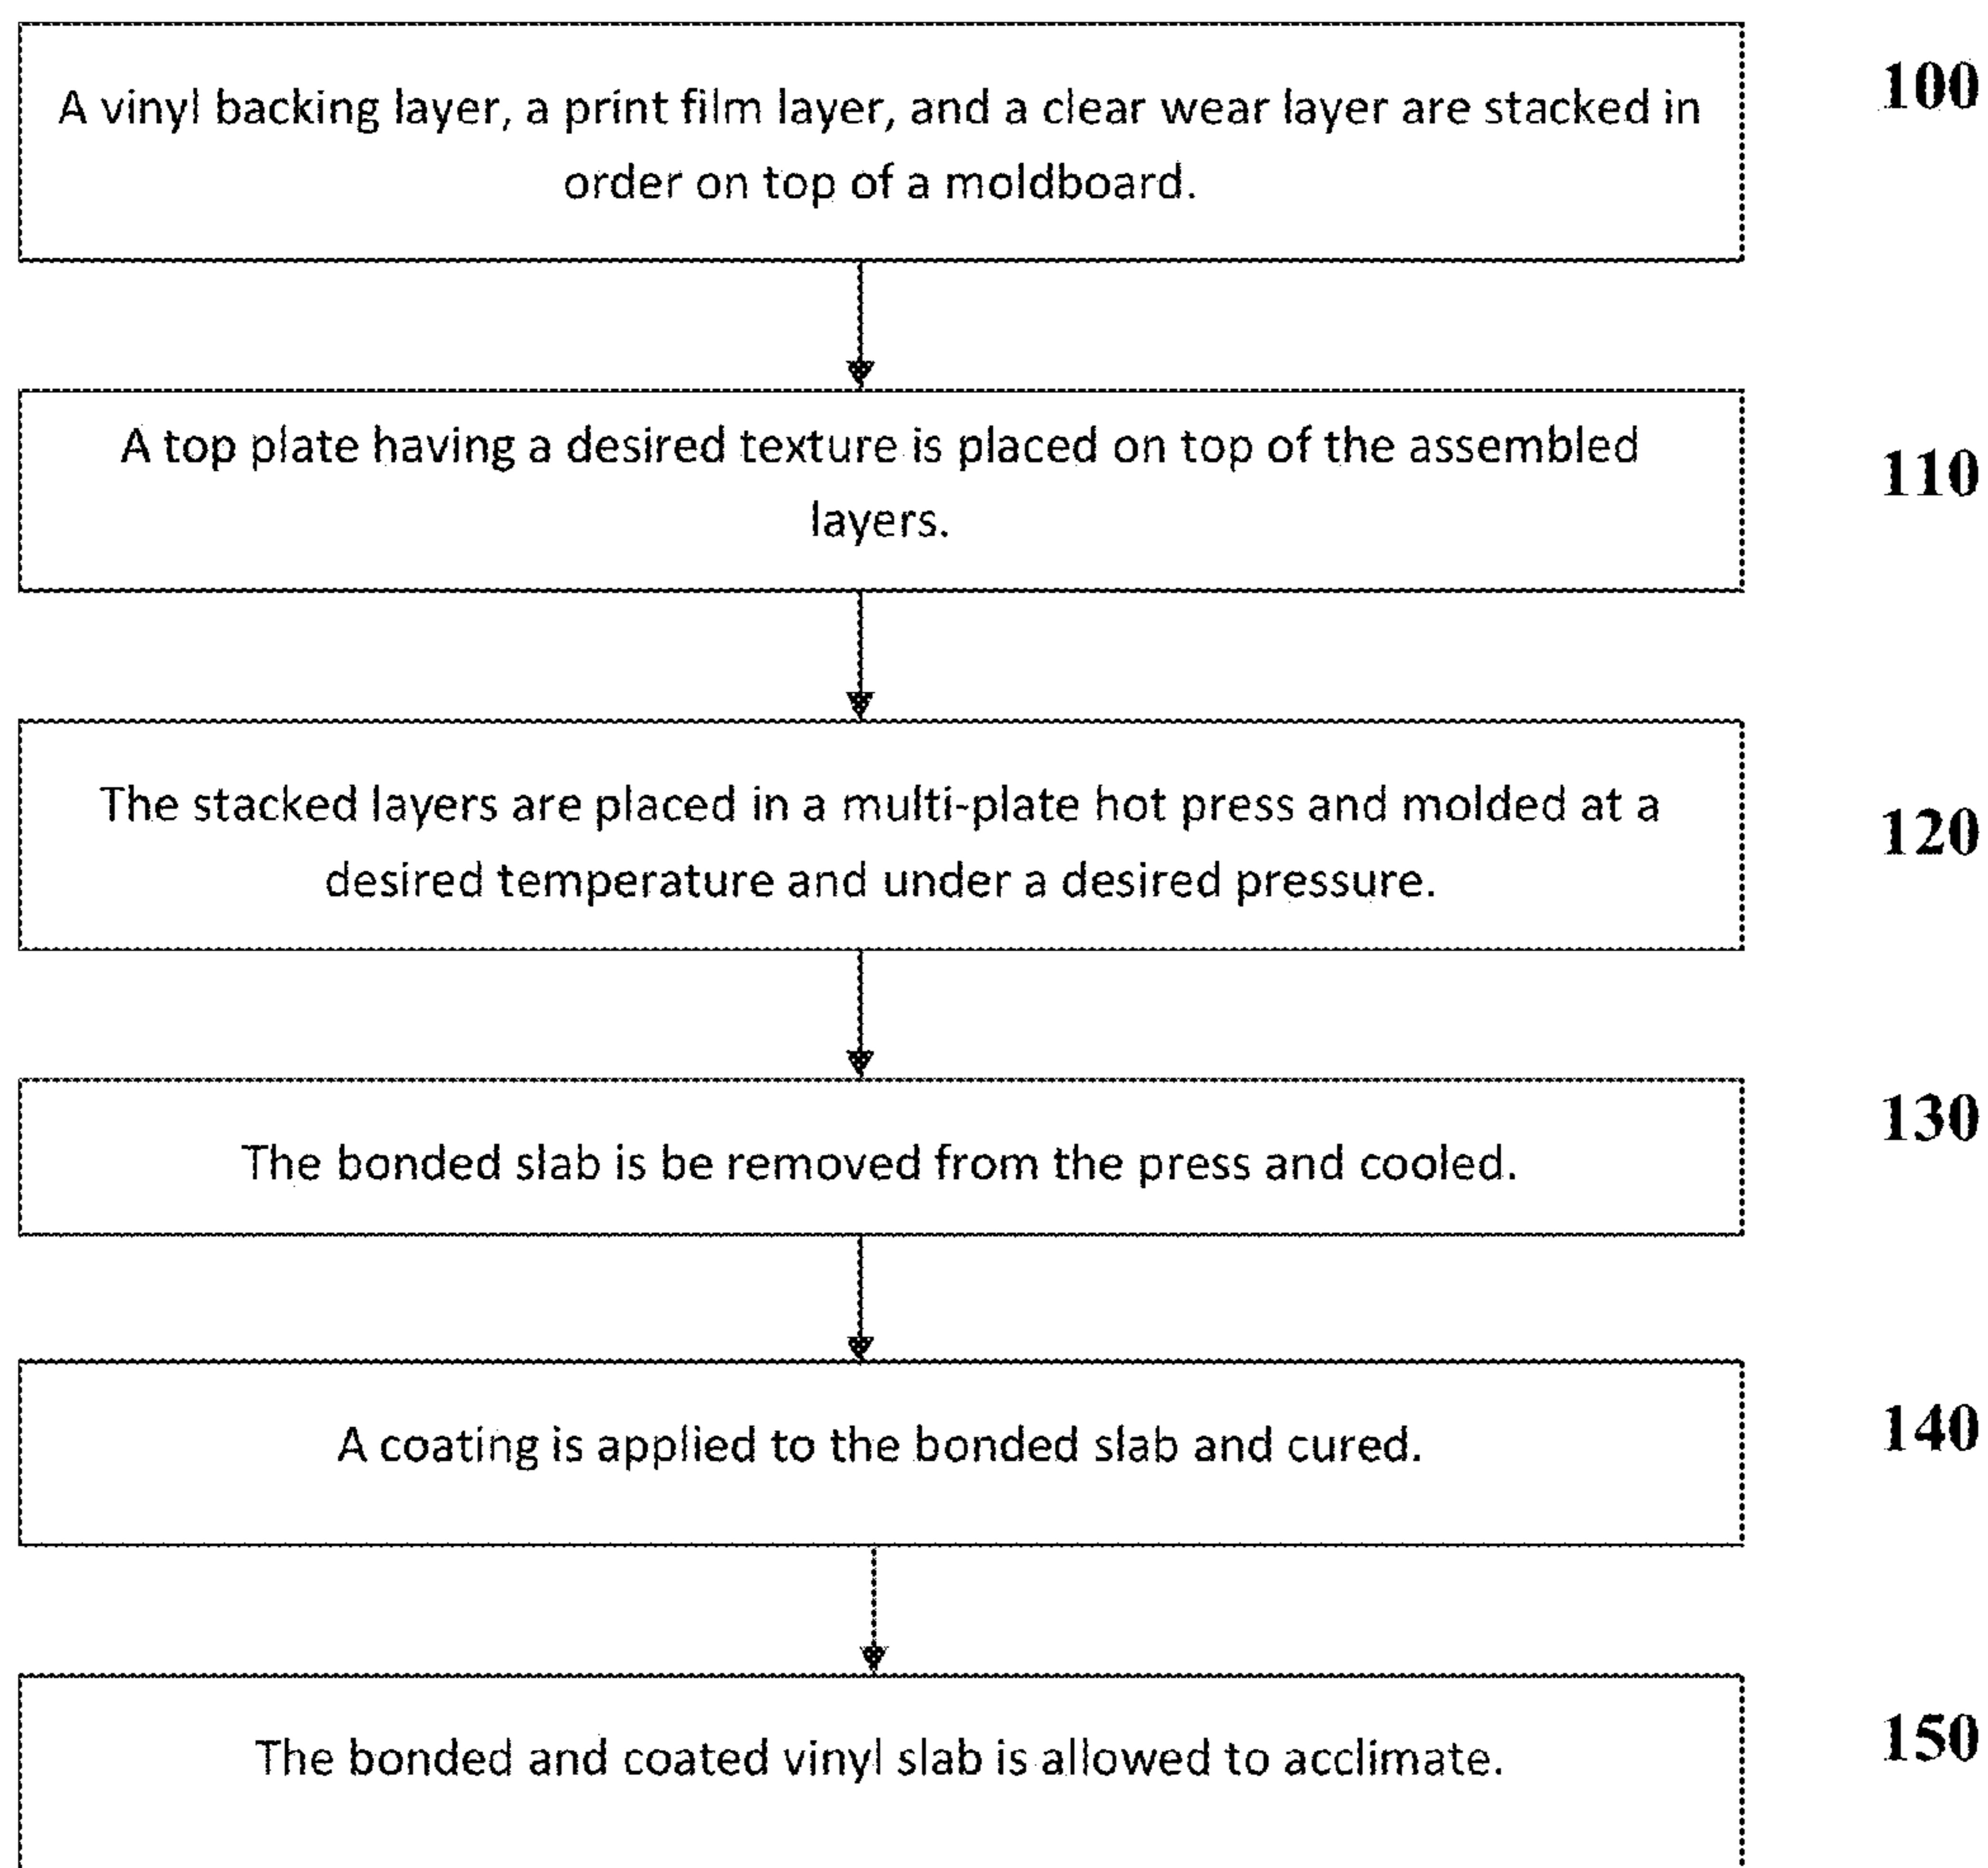 A vinyl backing layer, a print film layer, and a clear wear layer are stacked in
order on top of a moldboard.
100
A top plate having a desired texture is placed on top of the assembled
layers.
110
The stacked layers are placed in a multi-plate hot press and molded at a
desired temperature and under a desired pressure.
120
The bonded slab is be removed from the press and cooled.
130
A coating is applied to the bonded slab and cured.
140
The bonded and coated vinyl slab is allowed to acclimate.
150